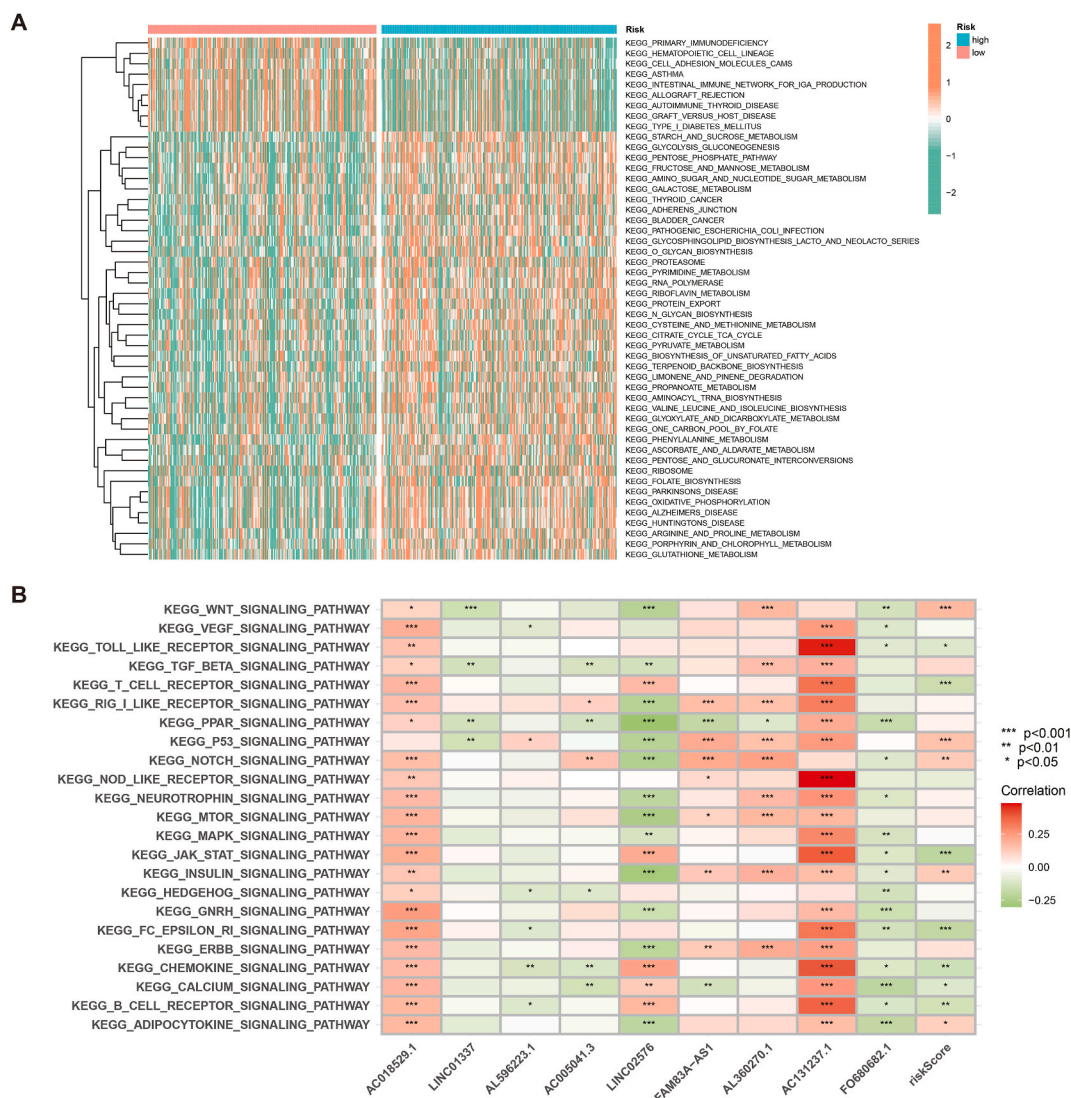 A
Risk
KEGG_PRIMARY_IMMUNODEFICIENCY
KEGG_HEMATOPOIETIC_CELL_LINEAGE
KEGG_CELL_ADHESION_MOLECULES_CAMS
KEGG_ASTHMA
KEGG_INTESTINAL_IMMUNE_NETWORK_FOR_IGA_PRODUCTION
KEGG_ALLOGRAFT_REJECTION
KEGG_AUTOIMMUNE_THYROID_DISEASE
KEGG_GRAFT_VERSUS_HOST_DISEASE
KEGG_TYPE_I_DIABETES_MELLITUS
KEGG_STARCH_AND_SUCROSE_METABOLISM
KEGG_GLYCOLYSIS_GLUCONEOGENESIS
KEGG_PENTOSE_PHOSPHATE_PATHWAY
KEGG_FRUCTOSE_AND_MANNOSE_METABOLISM
KEGG_AMINO_SUGAR_AND_NUCLEOTIDE_SUGAR_METABOLISM
KEGG_GALACTOSE_METABOLISM
KEGG_THYROID_CANCER
KEGG_ADHERENS_JUNCTION
KEGG_BLADDER_CANCER
KEGG_PATHOGENIC_ESCHERICHIA_COLI_INFECTION
KEGG_GLYCOSPHINGOLIPID_BIOSYNTHESIS_LACTO_AND_NEOLACTO_SERIES
KEGG_O_GLYCAN_BIOSYNTHESIS
KEGG_PROTEASOME
KEGG_PYRIMIDINE_METABOLISM
KEGG_RNA_POLYMERASE
KEGG_RIBOFLAVIN_METABOLISM
KEGG_PROTEIN_EXPORT
KEGG_N_GLYCAN_BIOSYNTHESIS
KEGG_CYSTEINE_AND_METHIONINE_METABOLISM
KEGG_CITRATE_CYCLE_TCA_CYCLE
KEGG_PYRUVATE_METABOLISM
KEGG_BIOSYNTHESIS_OF_UNSATURATED_FATTY_ACIDS
KEGG_TERPENOID_BACKBONE_BIOSYNTHESIS
KEGG_LIMONENE_AND_PINENE_DEGRADATION
KEGG_PROPANOATE_METABOLISM
KEGG_AMINOACYL_TRNA_BIOSYNTHESIS
KEGG_VALINE_LEUCINE_AND_ISOLEUCINE_BIOSYNTHESIS
KEGG_GLYOXYLATE_AND_DICARBOXYLATE_METABOLISM
KEGG_ONE_CARBON_POOL_BY_FOLATE
KEGG_PHENYLALANINE_METABOLISM
KEGG_ASCORBATE_AND_ALDARATE_METABOLISM
KEGG_PENTOSE_AND_GLUCURONATE_INTERCONVERSIONS
KEGG_RIBOSOME
KEGG_FOLATE_BIOSYNTHESIS
KEGG_PARKINSONS_DISEASE
KEGG_OXIDATIVE_PHOSPHORYLATION
KEGG_ALZHEIMERS_DISEASE
KEGG_HUNTINGTONS_DISEASE
KEGG_ARGININE_AND_PROLINE_METABOLISM
KEGG_PORPHYRIN_AND_CHLOROPHYLL_METABOLISM
KEGG_GLUTATHIONE_METABOLISM
2
1
0
-1
-2
Risk
high
low
B
KEGG_WNT_SIGNALING_PATHWAY * *** *** *** ** ***
KEGG_VEGF_SIGNALING_PATHWAY *** * *** *
KEGG_TOLL_LIKE_RECEPTOR_SIGNALING_PATHWAY ** *** * *
KEGG_TGF_BETA_SIGNALING_PATHWAY * ** ** ** *** ***
KEGG_T_CELL_RECEPTOR_SIGNALING_PATHWAY *** *** *** ***
KEGG_RIG_I_LIKE_RECEPTOR_SIGNALING_PATHWAY *** * *** *** *** ***
KEGG_PPAR_SIGNALING_PATHWAY * ** ** *** *** * *** ***
KEGG_P53_SIGNALING_PATHWAY ** * *** *** *** *** ***
KEGG_NOTCH_SIGNALING_PATHWAY *** ** *** *** *** *** * **
KEGG_NOD_LIKE_RECEPTOR_SIGNALING_PATHWAY ** * ***
KEGG_NEUROTROPHIN_SIGNALING_PATHWAY *** *** *** *** *
KEGG_MTOR_SIGNALING_PATHWAY *** *** * *** ***
KEGG_MAPK_SIGNALING_PATHWAY *** ** *** **
KEGG_JAK_STAT_SIGNALING_PATHWAY *** *** *** * ***
KEGG_INSULIN_SIGNALING_PATHWAY ** *** ** *** *** * **
KEGG_HEDGEHOG_SIGNALING_PATHWAY * * * **
KEGG_GNRH_SIGNALING_PATHWAY *** *** *** ***
KEGG_FC_EPSILON_RI_SIGNALING_PATHWAY *** * *** ** ***
KEGG_ERBB_SIGNALING_PATHWAY *** *** ** *** ***
KEGG_CHEMOKINE_SIGNALING_PATHWAY *** ** ** *** *** * **
KEGG_CALCIUM_SIGNALING_PATHWAY *** ** ** ** *** *** *
KEGG_B_CELL_RECEPTOR_SIGNALING_PATHWAY *** * *** *** * **
KEGG_ADIPOCYTOKINE_SIGNALING_PATHWAY *** *** *** *** *
AC018529.1
LINC01337
AL596223.1
AC005041.3
LINC02576
FAM83A-AS1
AL360270.1
AC131237.1
FO680682.1
riskScore
*** p<0.001
** p<0.01
* p<0.05
Correlation
0.25
0.00
-0.25